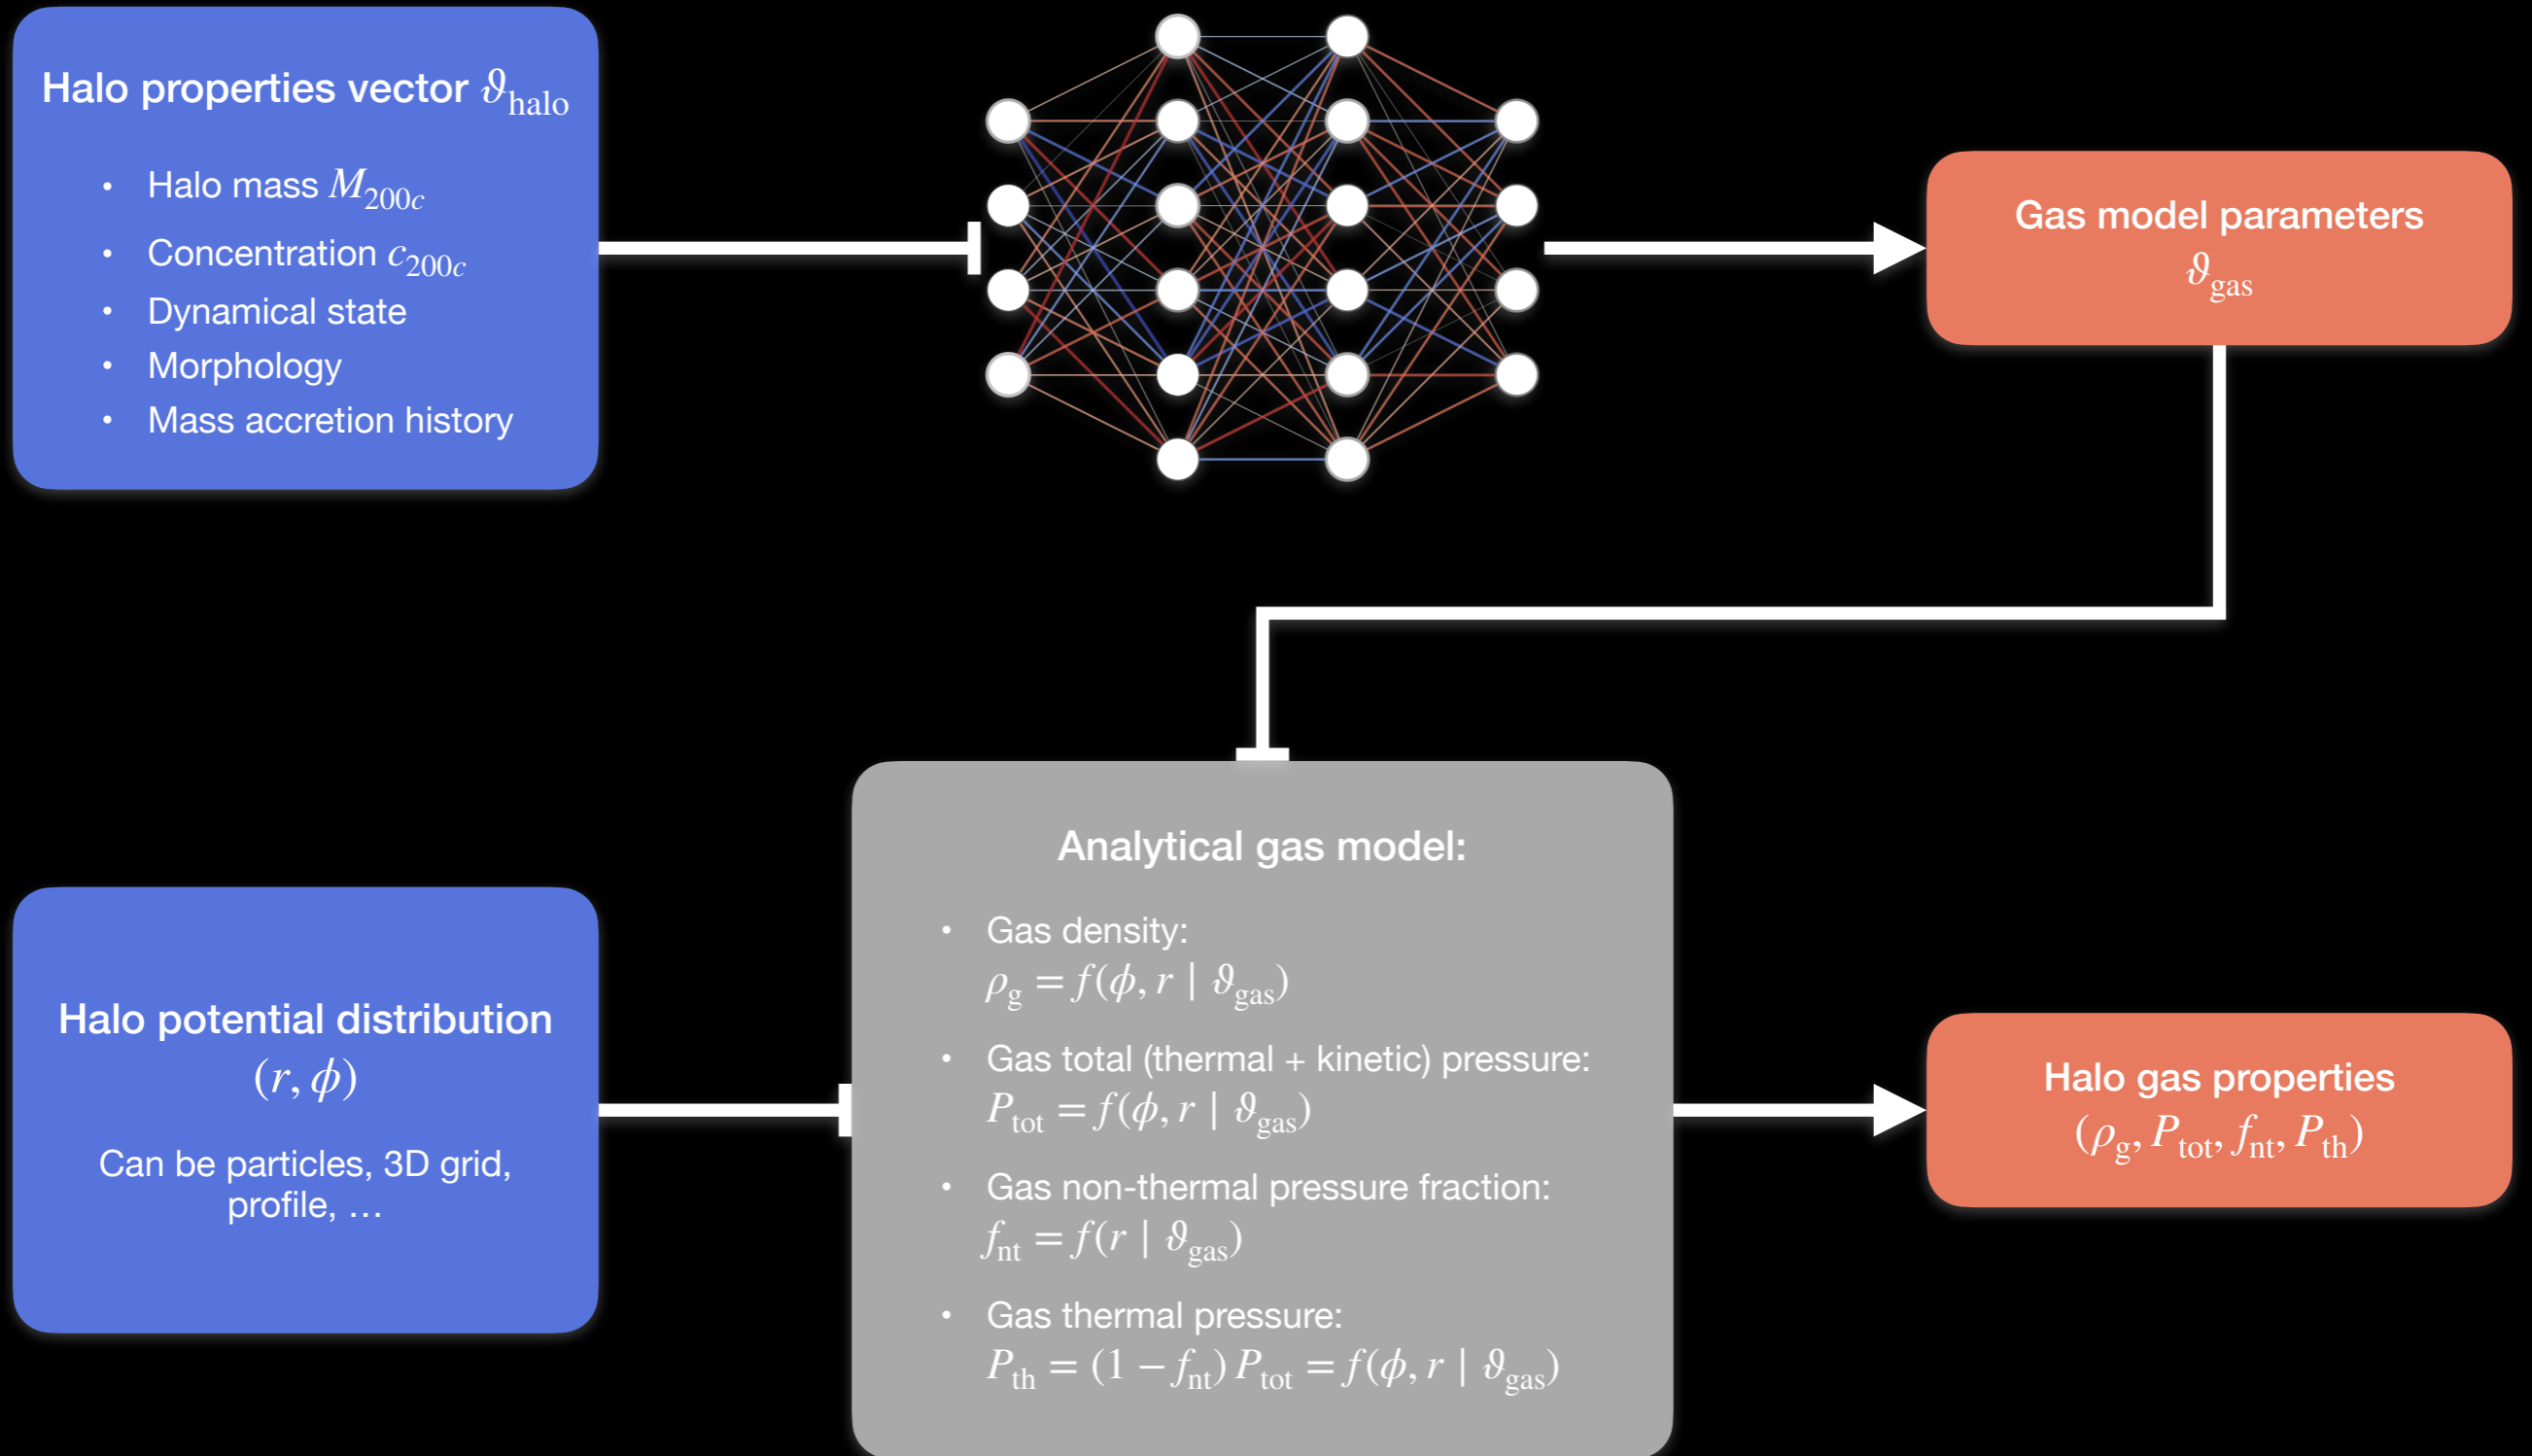 Halo properties vector ϑ_halo
• Halo mass M_200c
• Concentration c_200c
• Dynamical state
• Morphology
• Mass accretion history
Gas model parameters
ϑ_gas
Analytical gas model:
• Gas density:
ρ_g = f(ϕ, r | ϑ_gas)
• Gas total (thermal + kinetic) pressure:
P_tot = f(ϕ, r | ϑ_gas)
• Gas non-thermal pressure fraction:
f_nt = f(r | ϑ_gas)
• Gas thermal pressure:
P_th = (1 − f_nt) P_tot = f(ϕ, r | ϑ_gas)
Halo potential distribution
(r, ϕ)
Can be particles, 3D grid,
profile, …
Halo gas properties
(ρ_g, P_tot, f_nt, P_th)